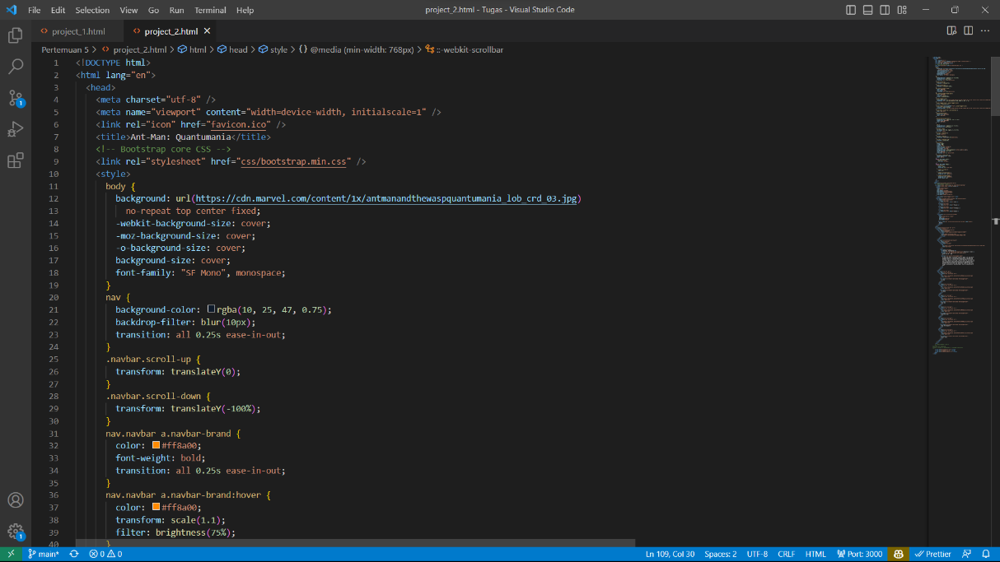 File Edit Selection View Go Run Terminal Help project_2.html - Tugas - Visual Studio Code
project_1.html project_2.html
Pertemuan 5 > project_2.html > html > head > style > {} @media (min-width: 768px) > ::-webkit-scrollbar
1 <!DOCTYPE html>
2 <html lang="en">
3 <head>
4 <meta charset="utf-8" />
5 <meta name="viewport" content="width=device-width, initialscale=1" />
6 <link rel="icon" href="favicon.ico" />
7 <title>Ant-Man: Quantumania</title>
8 <!-- Bootstrap core CSS -->
9 <link rel="stylesheet" href="css/bootstrap.min.css" />
10 <style>
11 body {
12 background: url(https://cdn.marvel.com/content/1x/antmanandthewaspquantumania_lob_crd_03.jpg)
13 no-repeat top center fixed;
14 -webkit-background-size: cover;
15 -moz-background-size: cover;
16 -o-background-size: cover;
17 background-size: cover;
18 font-family: "SF Mono", monospace;
19 }
20 nav {
21 background-color: rgba(10, 25, 47, 0.75);
22 backdrop-filter: blur(10px);
23 transition: all 0.25s ease-in-out;
24 }
25 .navbar.scroll-up {
26 transform: translateY(0);
27 }
28 .navbar.scroll-down {
29 transform: translateY(-100%);
30 }
31 nav.navbar a.navbar-brand {
32 color: #ff8a00;
33 font-weight: bold;
34 transition: all 0.25s ease-in-out;
35 }
36 nav.navbar a.navbar-brand:hover {
37 color: #ff8a00;
38 transform: scale(1.1);
39 filter: brightness(75%);
40 }
1
1
main* 0 0 Ln 109, Col 30 Spaces: 2 UTF-8 CRLF HTML Port: 3000 Prettier